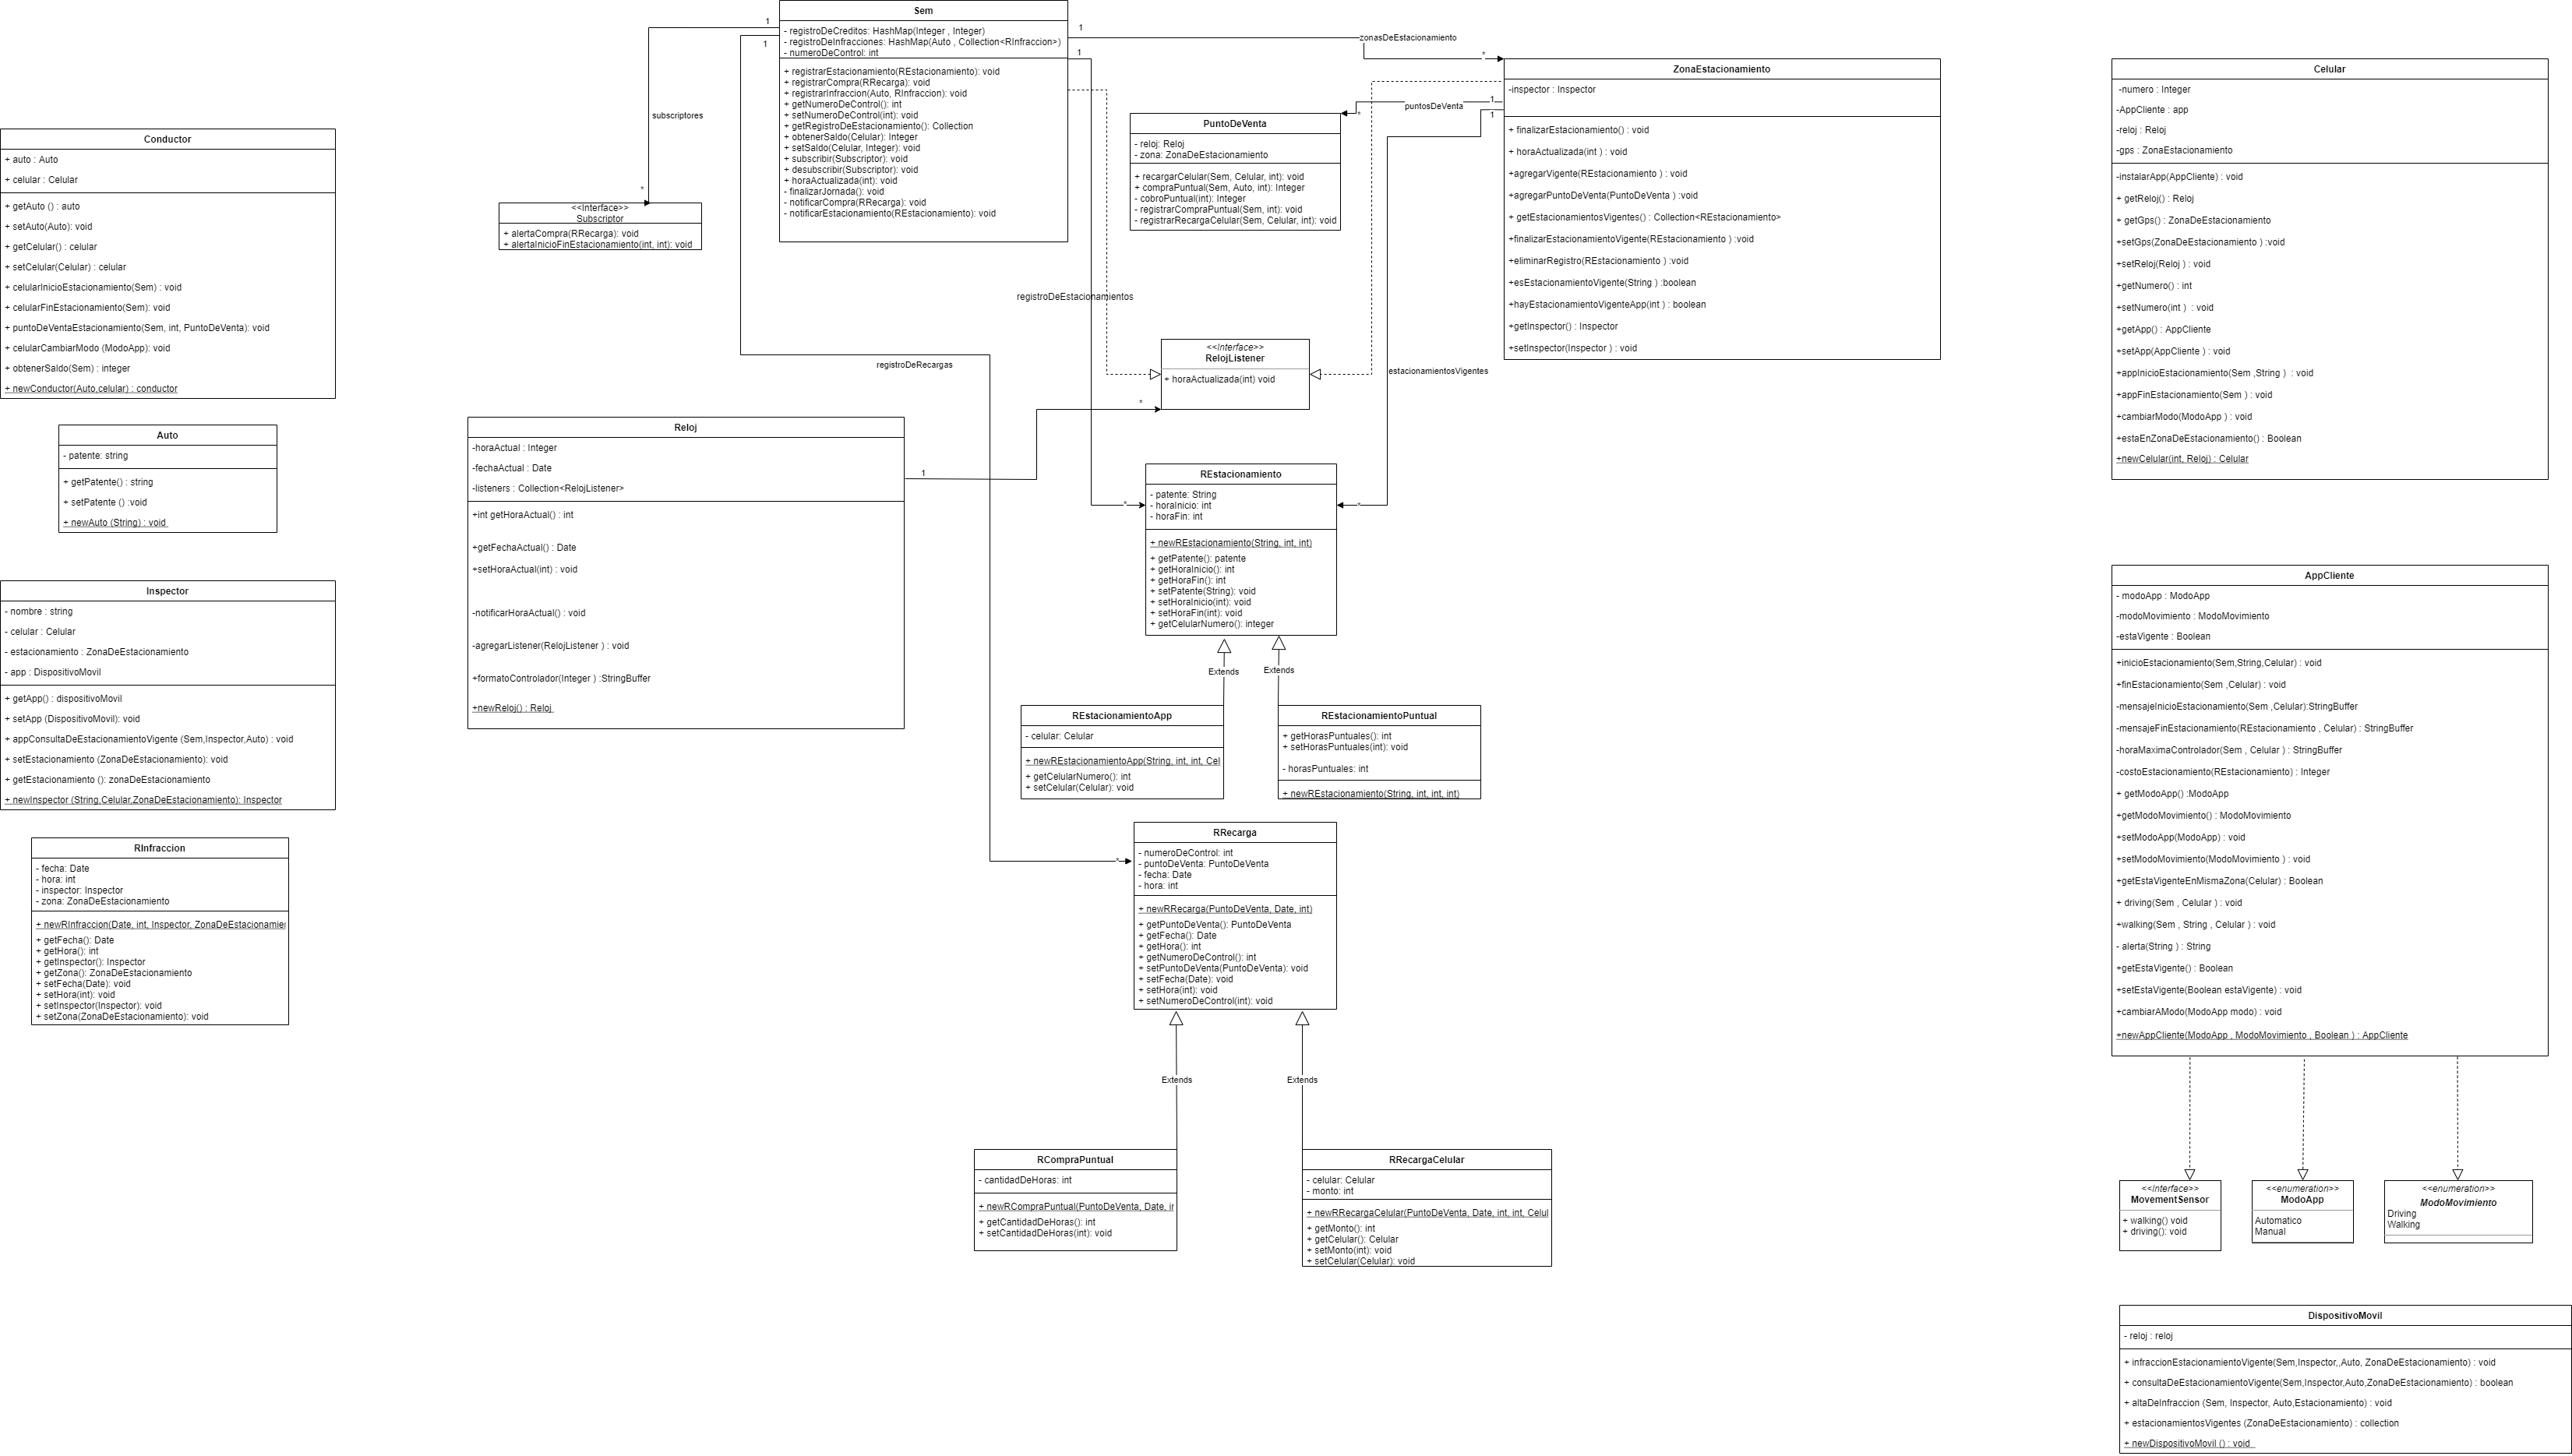 Sem
- registroDeCreditos: HashMap(Integer , Integer)
- registroDeInfracciones: HashMap(Auto , Collection<RInfraccion>)
- numeroDeControl: int
+ registrarEstacionamiento(REstacionamiento): void
+ registrarCompra(RRecarga): void
+ registrarInfraccion(Auto, RInfraccion): void
+ getNumeroDeControl(): int
+ setNumeroDeControl(int): void
+ getRegistroDeEstacionamiento(): Collection
+ obtenerSaldo(Celular): Integer
+ setSaldo(Celular, Integer): void
+ subscribir(Subscriptor): void
+ desubscribir(Subscriptor): void
+ horaActualizada(int): void
- finalizarJornada(): void
- notificarCompra(RRecarga): void
- notificarEstacionamiento(REstacionamiento): void
1
1
1
1
subscriptores
*
zonasDeEstacionamiento
*
registroDeEstacionamientos
*
registroDeRecargas
*
<<Interface>>
Subscriptor
+ alertaCompra(RRecarga): void
+ alertaInicioFinEstacionamiento(int, int): void
Conductor
+ auto : Auto
+ celular : Celular
+ getAuto () : auto
+ setAuto(Auto): void
+ getCelular() : celular
+ setCelular(Celular) : celular
+ celularInicioEstacionamiento(Sem) : void
+ celularFinEstacionamiento(Sem): void
+ puntoDeVentaEstacionamiento(Sem, int, PuntoDeVenta): void
+ celularCambiarModo (ModoApp): void
+ obtenerSaldo(Sem) : integer
+ newConductor(Auto,celular) : conductor
Auto
- patente: string
+ getPatente() : string
+ setPatente () :void
+ newAuto (String) : void
Inspector
- nombre : string
- celular : Celular
- estacionamiento : ZonaDeEstacionamiento
- app : DispositivoMovil
+ getApp() : dispositivoMovil
+ setApp (DispositivoMovil): void
+ appConsultaDeEstacionamientoVigente (Sem,Inspector,Auto) : void
+ setEstacionamiento (ZonaDeEstacionamiento): void
+ getEstacionamiento (): zonaDeEstacionamiento
+ newInspector (String,Celular,ZonaDeEstacionamiento): Inspector
RInfraccion
- fecha: Date
- hora: int
- inspector: Inspector
- zona: ZonaDeEstacionamiento
+ newRInfraccion(Date, int, Inspector, ZonaDeEstacionamie
+ getFecha(): Date
+ getHora(): int
+ getInspector(): Inspector
+ getZona(): ZonaDeEstacionamiento
+ setFecha(Date): void
+ setHora(int): void
+ setInspector(Inspector): void
+ setZona(ZonaDeEstacionamiento): void
Reloj
-horaActual : Integer
-fechaActual : Date
-listeners : Collection<RelojListener>
+int getHoraActual() : int
+getFechaActual() : Date
+setHoraActual(int) : void
-notificarHoraActual() : void
-agregarListener(RelojListener ) : void
+formatoControlador(Integer ) :StringBuffer
+newReloj() : Reloj
1
*
PuntoDeVenta
- reloj: Reloj
- zona: ZonaDeEstacionamiento
+ recargarCelular(Sem, Celular, int): void
+ compraPuntual(Sem, Auto, int): Integer
- cobroPuntual(int): Integer
- registrarCompraPuntual(Sem, int): void
- registrarRecargaCelular(Sem, Celular, int): void
<<Interface>>
RelojListener
+ horaActualizada(int) void
ZonaEstacionamiento
-inspector : Inspector
+ finalizarEstacionamiento() : void
+ horaActualizada(int ) : void
+agregarVigente(REstacionamiento ) : void
+agregarPuntoDeVenta(PuntoDeVenta ) :void
+ getEstacionamientosVigentes() : Collection<REstacionamiento>
+finalizarEstacionamientoVigente(REstacionamiento ) :void
+eliminarRegistro(REstacionamiento ) :void
+esEstacionamientoVigente(String ) :boolean
+hayEstacionamientoVigenteApp(int ) : boolean
+getInspector() : Inspector
+setInspector(Inspector ) : void
1
puntosDeVenta
*
1
estacionamientosVigentes
*
REstacionamiento
- patente: String
- horaInicio: int
- horaFin: int
+ newREstacionamiento(String, int, int)
+ getPatente(): patente
+ getHoraInicio(): int
+ getHoraFin(): int
+ setPatente(String): void
+ setHoraInicio(int): void
+ setHoraFin(int): void
+ getCelularNumero(): integer
Extends
Extends
REstacionamientoApp
- celular: Celular
+ newREstacionamientoApp(String, int, int, Cel
+ getCelularNumero(): int
+ setCelular(Celular): void
REstacionamientoPuntual
+ getHorasPuntuales(): int
+ setHorasPuntuales(int): void
- horasPuntuales: int
+ newREstacionamiento(String, int, int, int)
RRecarga
- numeroDeControl: int
- puntoDeVenta: PuntoDeVenta
- fecha: Date
- hora: int
+ newRRecarga(PuntoDeVenta, Date, int)
+ getPuntoDeVenta(): PuntoDeVenta
+ getFecha(): Date
+ getHora(): int
+ getNumeroDeControl(): int
+ setPuntoDeVenta(PuntoDeVenta): void
+ setFecha(Date): void
+ setHora(int): void
+ setNumeroDeControl(int): void
Extends
Extends
RCompraPuntual
- cantidadDeHoras: int
+ newRCompraPuntual(PuntoDeVenta, Date, ir
+ getCantidadDeHoras(): int
+ setCantidadDeHoras(int): void
RRecargaCelular
- celular: Celular
- monto: int
+ newRRecargaCelular(PuntoDeVenta, Date, int, int, Celul
+ getMonto(): int
+ getCelular(): Celular
+ setMonto(int): void
+ setCelular(Celular): void
Celular
-numero : Integer
-AppCliente : app
-reloj : Reloj
-gps : ZonaEstacionamiento
-instalarApp(AppCliente) : void
+ getReloj() : Reloj
+ getGps() : ZonaDeEstacionamiento
+setGps(ZonaDeEstacionamiento ) :void
+setReloj(Reloj ) : void
+getNumero() : int
+setNumero(int ) : void
+getApp() : AppCliente
+setApp(AppCliente ) : void
+appInicioEstacionamiento(Sem ,String ) : void
+appFinEstacionamiento(Sem ) : void
+cambiarModo(ModoApp ) : void
+estaEnZonaDeEstacionamiento() : Boolean
+newCelular(int, Reloj) : Celular
AppCliente
- modoApp : ModoApp
-modoMovimiento : ModoMovimiento
-estaVigente : Boolean
+inicioEstacionamiento(Sem,String,Celular) : void
+finEstacionamiento(Sem ,Celular) : void
-mensajeInicioEstacionamiento(Sem ,Celular):StringBuffer
-mensajeFinEstacionamiento(REstacionamiento , Celular) : StringBuffer
-horaMaximaControlador(Sem , Celular ) : StringBuffer
-costoEstacionamiento(REstacionamiento) : Integer
+ getModoApp() :ModoApp
+getModoMovimiento() : ModoMovimiento
+setModoApp(ModoApp) : void
+setModoMovimiento(ModoMovimiento ) : void
+getEstaVigenteEnMismaZona(Celular) : Boolean
+ driving(Sem , Celular ) : void
+walking(Sem , String , Celular ) : void
- alerta(String ) : String
+getEstaVigente() : Boolean
+setEstaVigente(Boolean estaVigente) : void
+cambiarAModo(ModoApp modo) : void
+newAppCliente(ModoApp , ModoMovimiento , Boolean ) : AppCliente
<<Interface>>
MovementSensor
+ walking() void
+ driving(): void
<<enumeration>>
ModoApp
Automatico
Manual
<<enumeration>>
ModoMovimiento
Driving
Walking
DispositivoMovil
- reloj : reloj
+ infraccionEstacionamientoVigente(Sem,Inspector,,Auto, ZonaDeEstacionamiento) : void
+ consultaDeEstacionamientoVigente(Sem,Inspector,Auto,ZonaDeEstacionamiento) : boolean
+ altaDeInfraccion (Sem, Inspector, Auto,Estacionamiento) : void
+ estacionamientosVigentes (ZonaDeEstacionamiento) : collection
+ newDispositivoMovil () : void